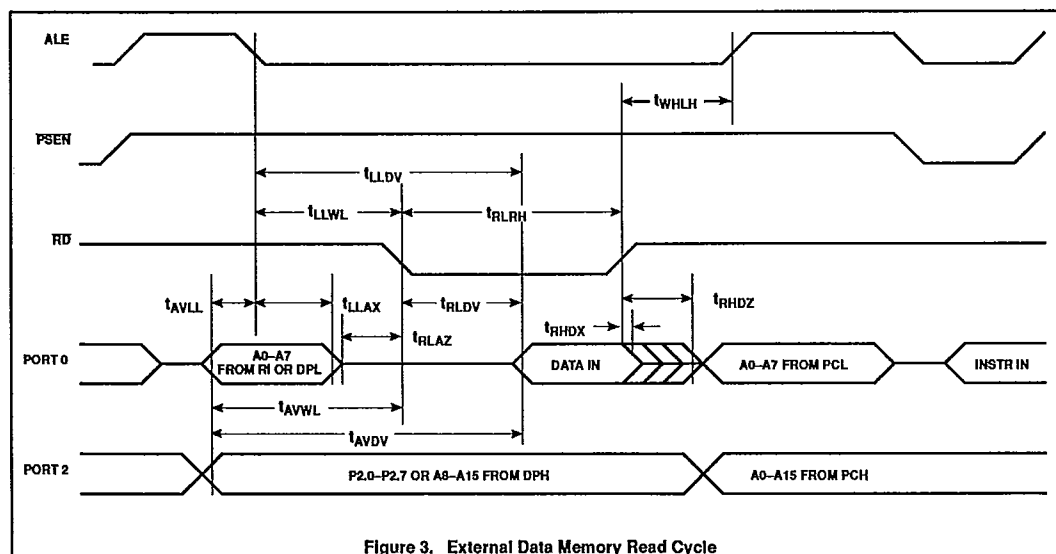 ALE
tWHLH
PSEN
tLLDV
tLLWL
tRLRH
RD
tAVLL
tLLAX
tRLDV
tRHDZ
tRLAZ
tRHDX
PORT 0
A0–A7
FROM RI OR DPL
DATA IN
A0–A7 FROM PCL
INSTR IN
tAVWL
tAVDV
PORT 2
P2.0–P2.7 OR A8–A15 FROM DPH
A0–A15 FROM PCH
Figure 3. External Data Memory Read Cycle